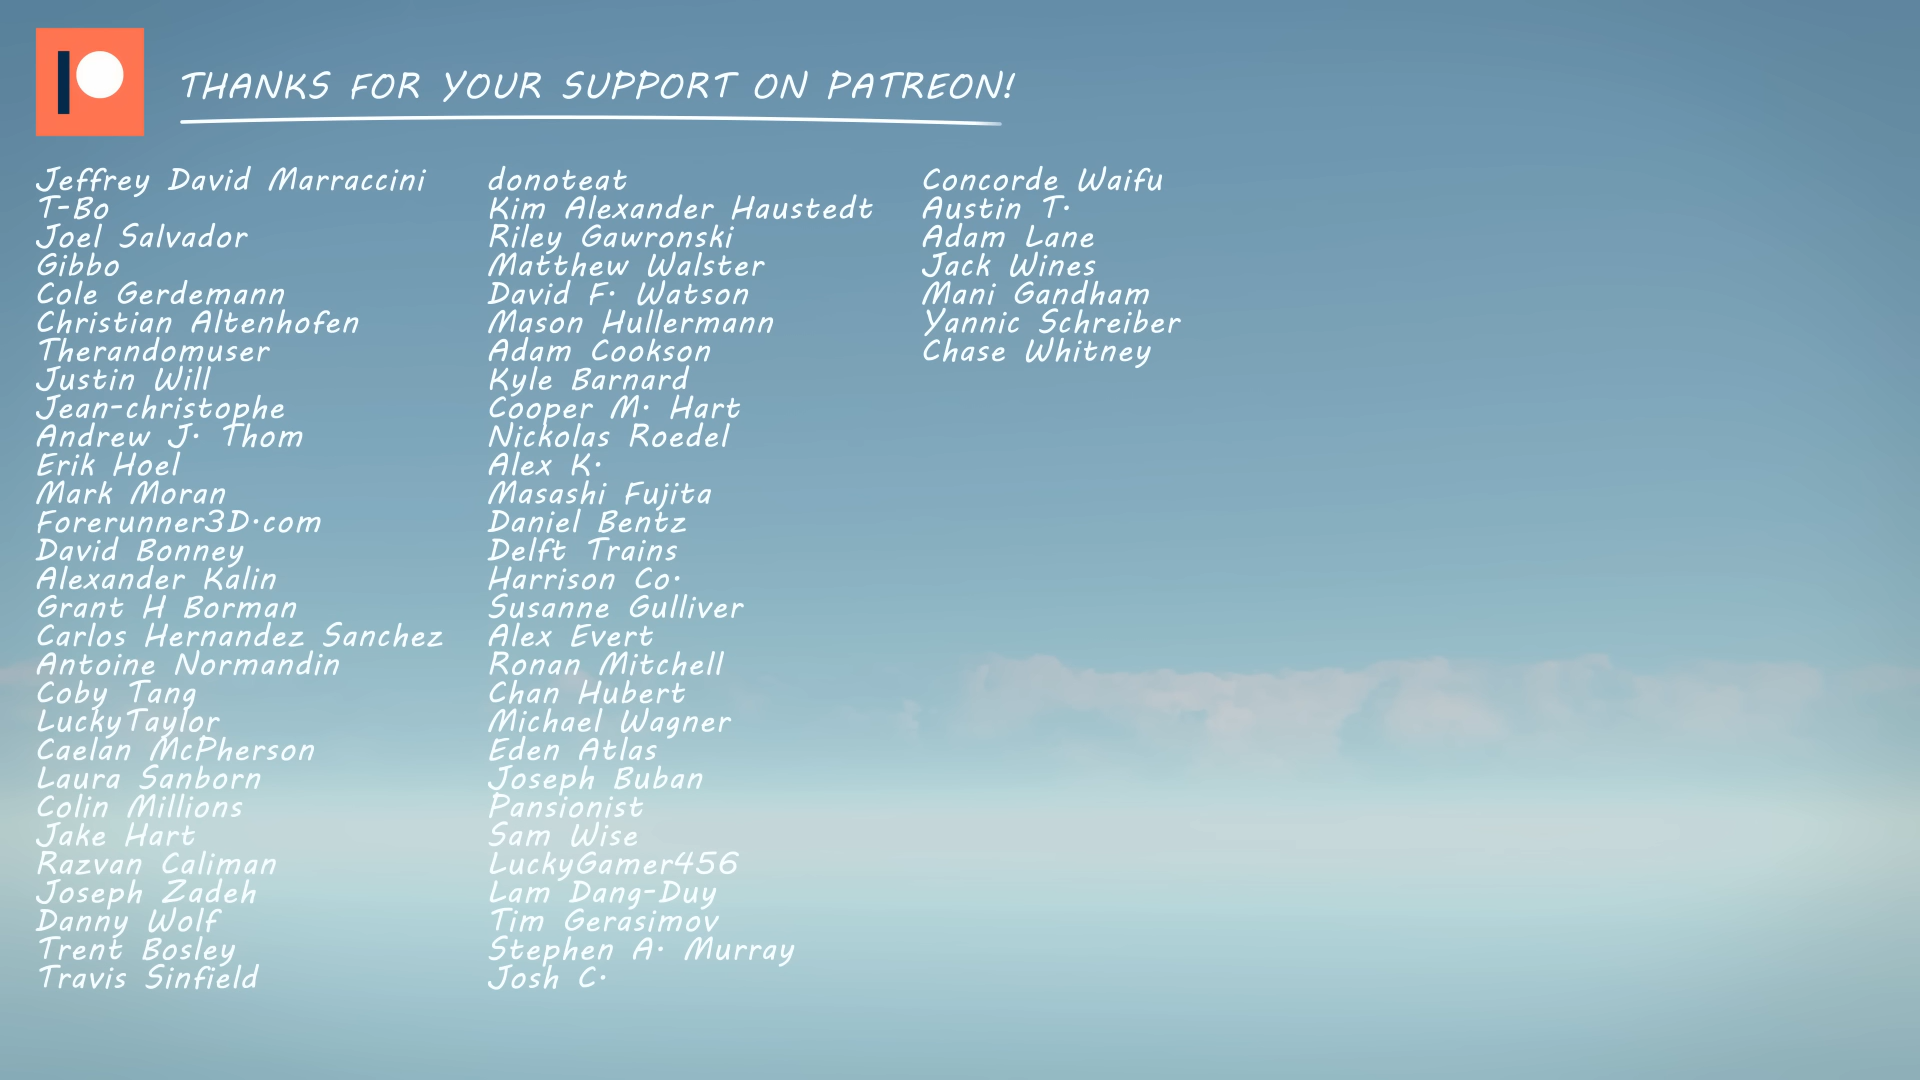 THANKS FOR YOUR SUPPORT ON PATREON!
Jeffrey David Marraccini
T-Bo
Joel Salvador
Gibbo
Cole Gerdemann
Christian Altenhofen
Therandomuser
Justin Will
Jean-christophe
Andrew J. Thom
Erik Hoel
Mark Moran
Forerunner3D.com
David Bonney
Alexander Kalin
Grant H Borman
Carlos Hernandez Sanchez
Antoine Normandin
Coby Tang
LuckyTaylor
Caelan McPherson
Laura Sanborn
Colin Millions
Jake Hart
Razvan Caliman
Joseph Zadeh
Danny Wolf
Trent Bosley
Travis Sinfield
donoteat
Kim Alexander Haustedt
Riley Gawronski
Matthew Walster
David F. Watson
Mason Hullermann
Adam Cookson
Kyle Barnard
Cooper M. Hart
Nickolas Roedel
Alex K.
Masashi Fujita
Daniel Bentz
Delft Trains
Harrison Co.
Susanne Gulliver
Alex Evert
Ronan Mitchell
Chan Hubert
Michael Wagner
Eden Atlas
Joseph Buban
Pansionist
Sam Wise
LuckyGamer456
Lam Dang-Duy
Tim Gerasimov
Stephen A. Murray
Josh C.
Concorde Waifu
Austin T.
Adam Lane
Jack Wines
Mani Gandham
Yannic Schreiber
Chase Whitney